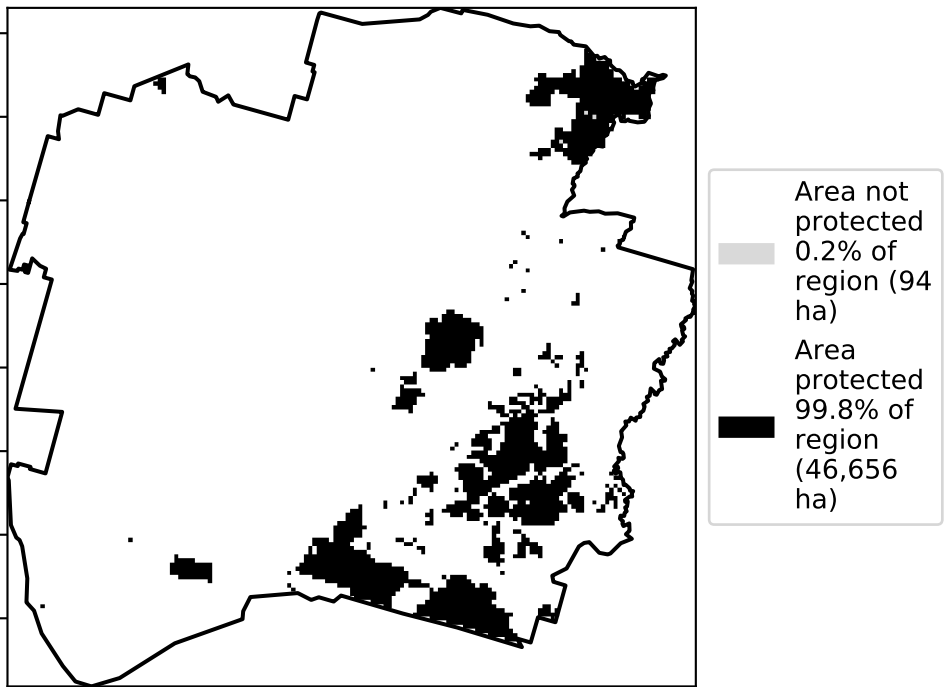 Area not
protected
0.2% of
region (94
ha)
Area
protected
99.8% of
region
(46,656
ha)